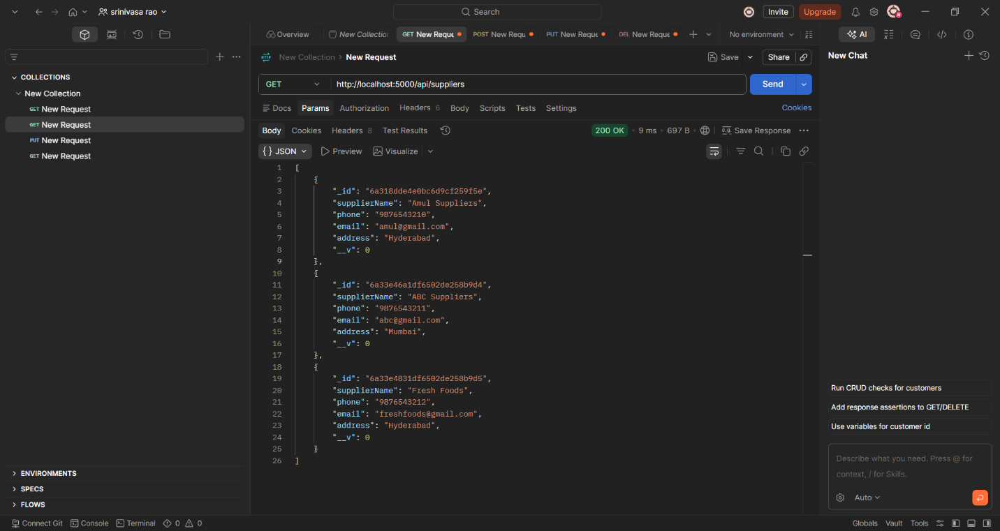 srinivasa rao
Search
Invite
Upgrade
Overview
New Collectio
GET New Reque
POST New Requ
PUT New Reque
DEL New Reque
No environment
AI
New Collection > New Request
Save
Share
New Chat
COLLECTIONS
New Collection
GET New Request
GET New Request
PUT New Request
GET New Request
GET
http://localhost:5000/api/suppliers
Send
Docs
Params
Authorization
Headers 6
Body
Scripts
Tests
Settings
Cookies
Body
Cookies
Headers 8
Test Results
200 OK • 9 ms • 697 B
e.g. Save Response
{} JSON
Preview
Visualize
1 [
2 {
3 "_id": "6a318dde4e0bc6d9cf259f5e",
4 "supplierName": "Amul Suppliers",
5 "phone": "9876543210",
6 "email": "amul@gmail.com",
7 "address": "Hyderabad",
8 "__v": 0
9 },
10 {
11 "_id": "6a33e46a1df6502de258b9d4",
12 "supplierName": "ABC Suppliers",
13 "phone": "9876543211",
14 "email": "abc@gmail.com",
15 "address": "Mumbai",
16 "__v": 0
17 },
18 {
19 "_id": "6a33e4831df6502de258b9d5",
20 "supplierName": "Fresh Foods",
21 "phone": "9876543212",
22 "email": "freshfoods@gmail.com",
23 "address": "Hyderabad",
24 "__v": 0
25 }
26 ]
Run CRUD checks for customers
Add response assertions to GET/DELETE
Use variables for customer id
Describe what you need. Press @ for
context, / for Skills.
Auto
ENVIRONMENTS
SPECS
FLOWS
Connect Git
Console
Terminal
0
0
Globals
Vault
Tools